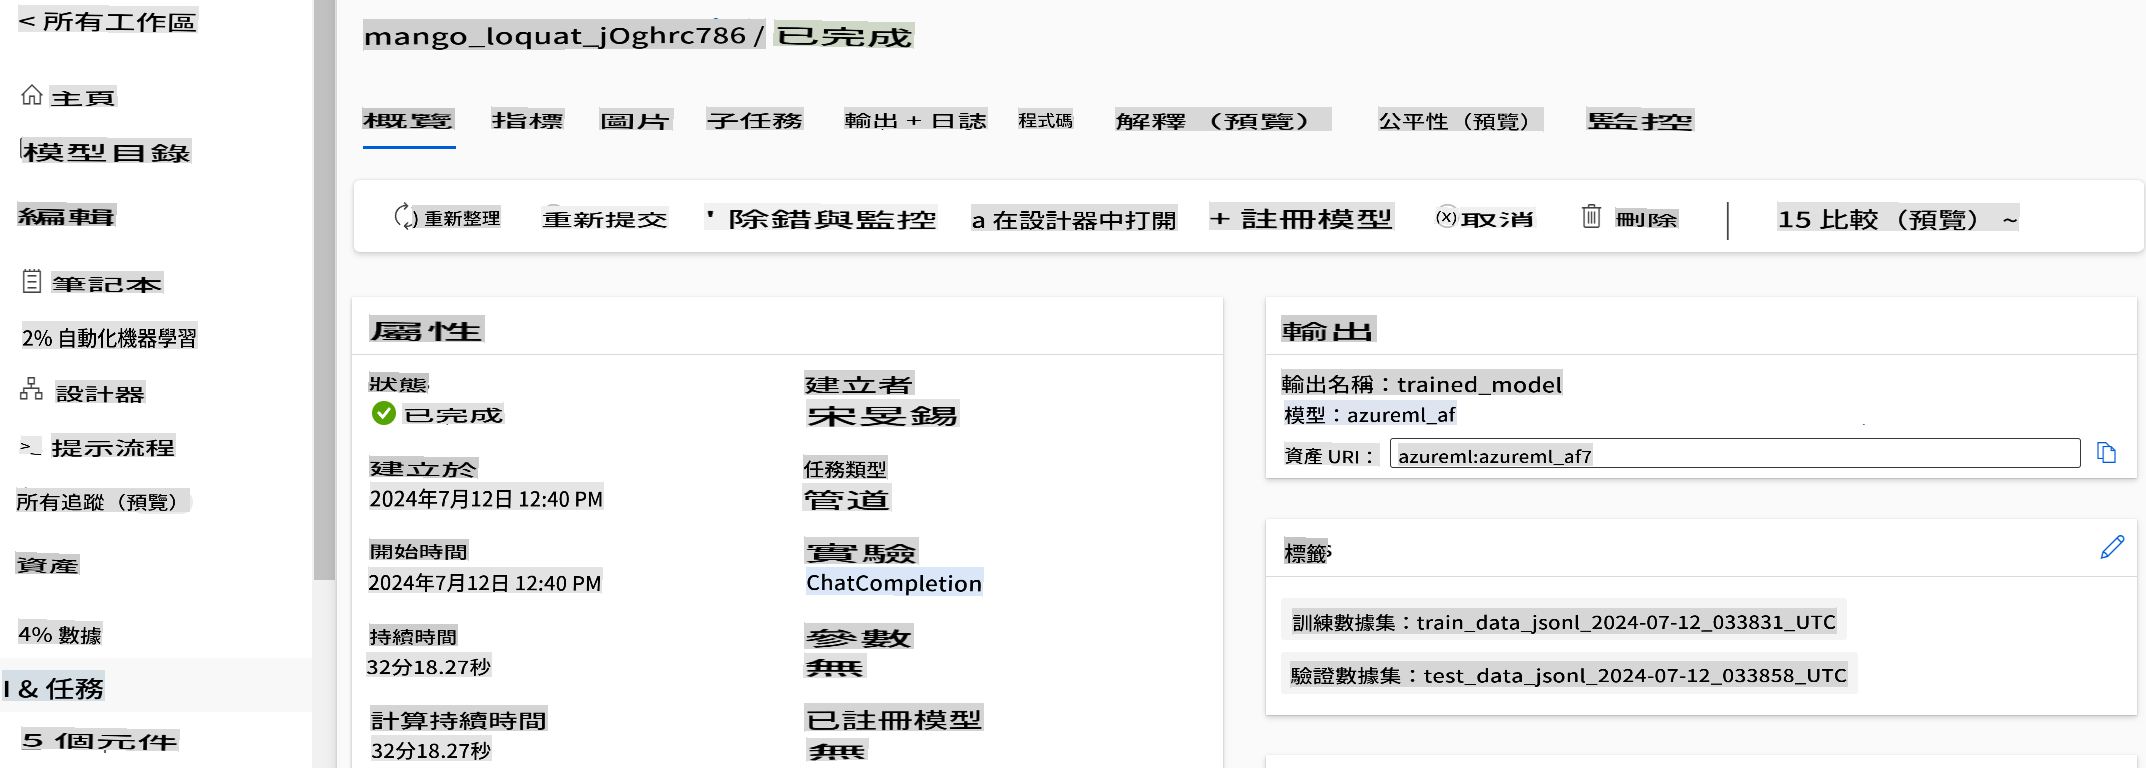 < 所有工作區
主頁
模型目錄
編輯
筆記本
2% 自動化機器學習
設計器
>_ 提示流程
所有追蹤（預覽）
資產
4% 數據
I & 任務
5 個元件
mango_loquat_jOghrc786 / 已完成
概覽 指標 圖片 子任務 輸出 + 日誌 程式碼 解釋（預覽） 公平性（預覽） 監控
重新整理 重新提交 ' 除錯與監控 a 在設計器中打開 + 註冊模型 (x) 取消 刪除 15 比較（預覽） ~
屬性
狀態
已完成
建立於
2024年7月12日 12:40 PM
開始時間
2024年7月12日 12:40 PM
持續時間
32分18.27秒
計算持續時間
32分18.27秒
建立者
宋旻錫
任務類型
管道
實驗
ChatCompletion
參數
無
已註冊模型
無
輸出
輸出名稱：trained_model
模型：azureml_af
資產 URI： azureml:azureml_af7
標籤
訓練數據集：train_data_jsonl_2024-07-12_033831_UTC
驗證數據集：test_data_jsonl_2024-07-12_033858_UTC